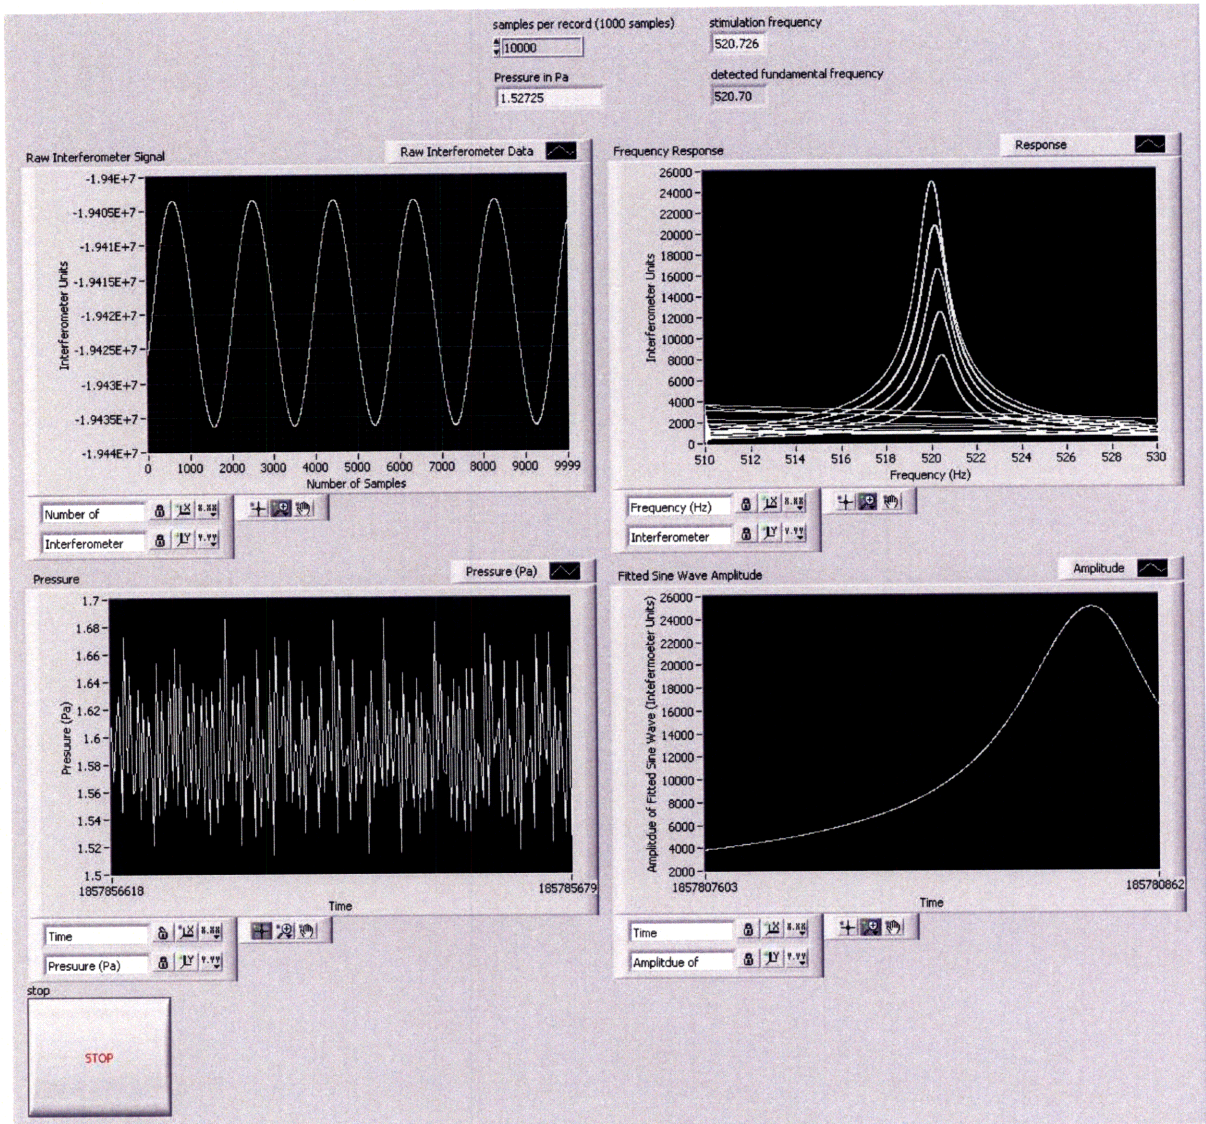 samples per record (1000 samples)
10000
stimulation frequency
520.726
Pressure in Pa
1.52725
detected fundamental frequency
520.70
Raw Interferometer Signal
Raw Interferometer Data
-1.94E+7
-1.9405E+7
-1.941E+7
-1.9415E+7
-1.942E+7
-1.9425E+7
-1.943E+7
-1.9435E+7
-1.944E+7
Interferometer Units
0 1000 2000 3000 4000 5000 6000 7000 8000 9999
Number of Samples
Number of
Interferometer
Frequency Response
Response
26000
24000
22000
20000
18000
16000
14000
12000
10000
8000
6000
4000
2000
0
Interferometer Units
510 512 514 516 518 520 522 524 526 528 530
Frequency (Hz)
Frequency (Hz)
Interferometer
Pressure
Pressure (Pa)
1.7
1.68
1.66
1.64
1.62
1.6
1.58
1.56
1.54
1.52
1.5
Presuure (Pa)
1857856618
185785679
Time
Time
Presuure (Pa)
Fitted Sine Wave Amplitude
Amplitude
26000
24000
22000
20000
18000
16000
14000
12000
10000
8000
6000
4000
2000
Amplitdue of Fitted Sine Wave (Intefermoeter Units)
1857807603
185780862
Time
Time
Amplitdue of
stop
STOP